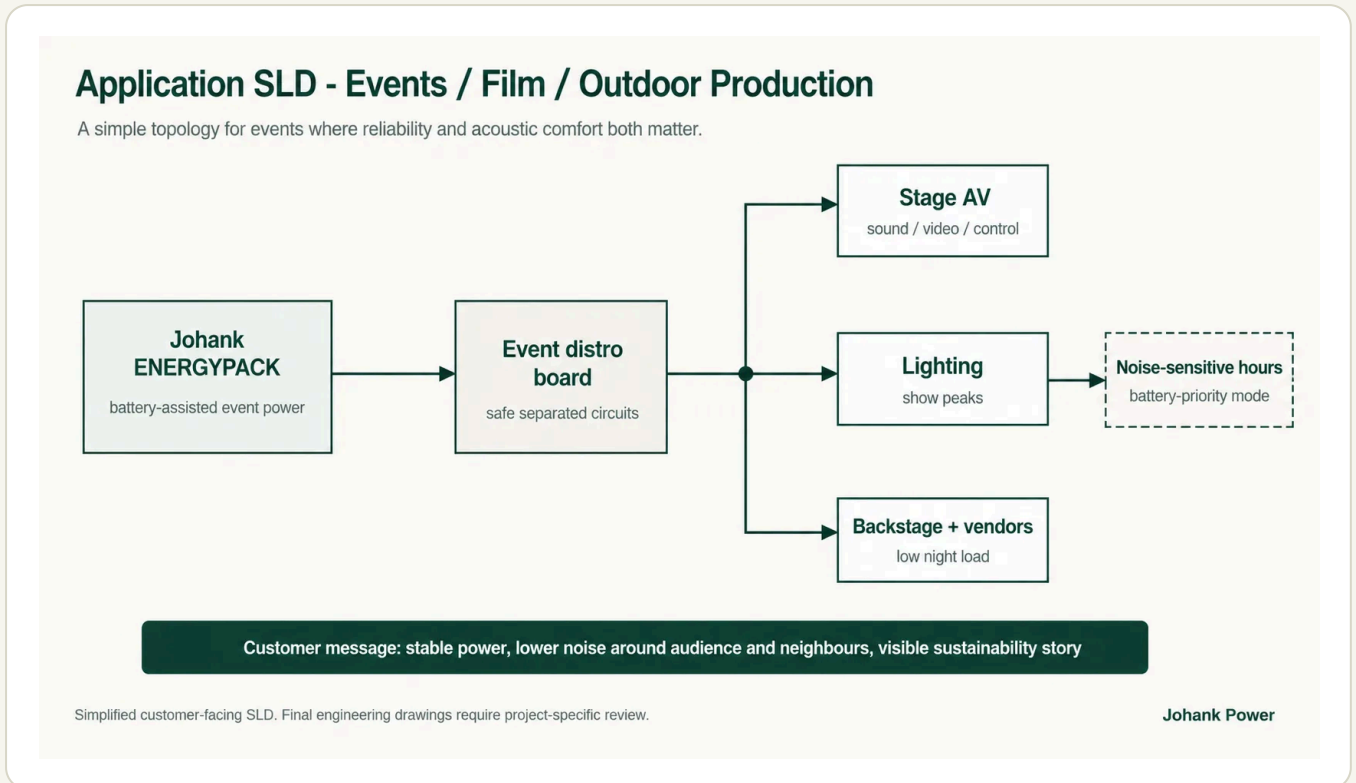 Application SLD - Events / Film / Outdoor Production
A simple topology for events where reliability and acoustic comfort both matter.
Stage AV
sound / video / control
Johank
ENERGYPACK
battery-assisted event power
Event distro
board
safe separated circuits
Lighting
show peaks
Noise-sensitive hours
battery-priority mode
Backstage + vendors
low night load
Customer message: stable power, lower noise around audience and neighbours, visible sustainability story
Simplified customer-facing SLD. Final engineering drawings require project-specific review.
Johank Power